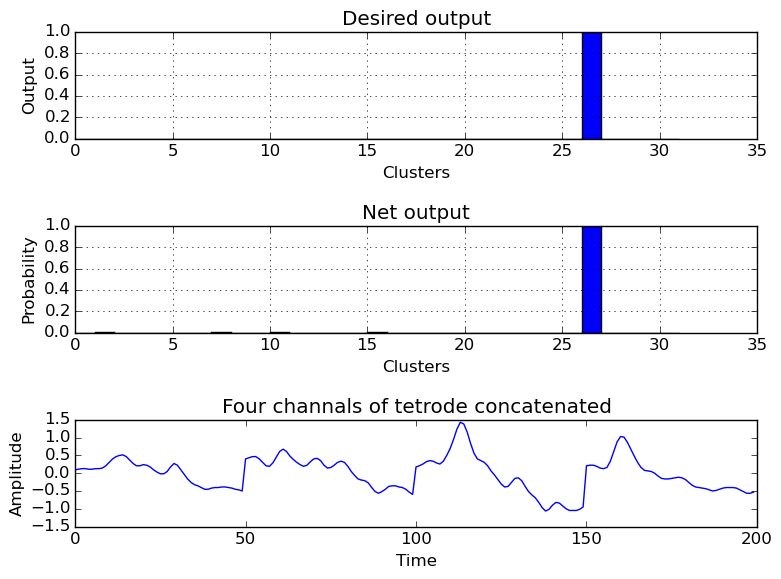 Desired output
1.0
0.8
0.6
0.4
0.2
0.0
Output
0 5 10 15 20 25 30 35
Clusters
Net output
1.0
0.8
0.6
0.4
0.2
0.0
Probability
0 5 10 15 20 25 30 35
Clusters
Four channels of tetrode concatenated
1.5
1.0
0.5
0.0
−0.5
−1.0
−1.5
Amplitude
0 50 100 150 200
Time